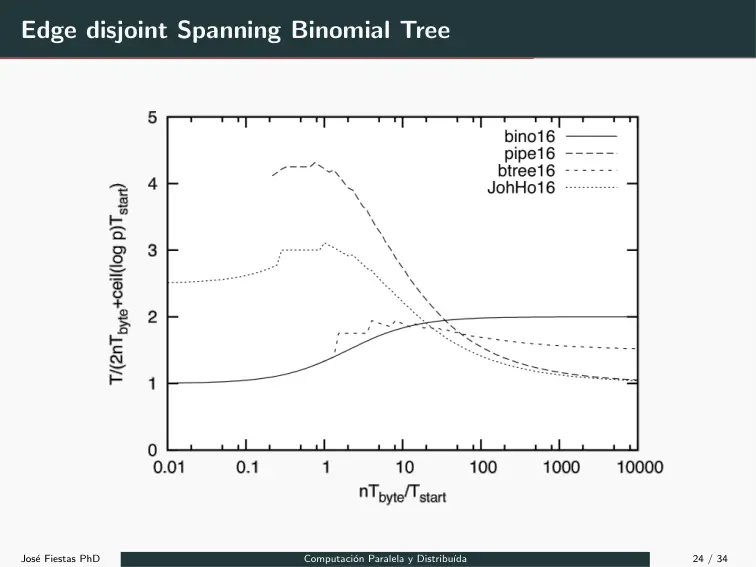 Edge disjoint Spanning Binomial Tree
5
4
3
2
1
0
T/(2nT_byte+ceil(log p)T_start)
bino16
pipe16
btree16
JohHo16
0.01 0.1 1 10 100 1000 10000
nT_byte/T_start
José Fiestas PhD Computación Paralela y Distribuída 24 / 34